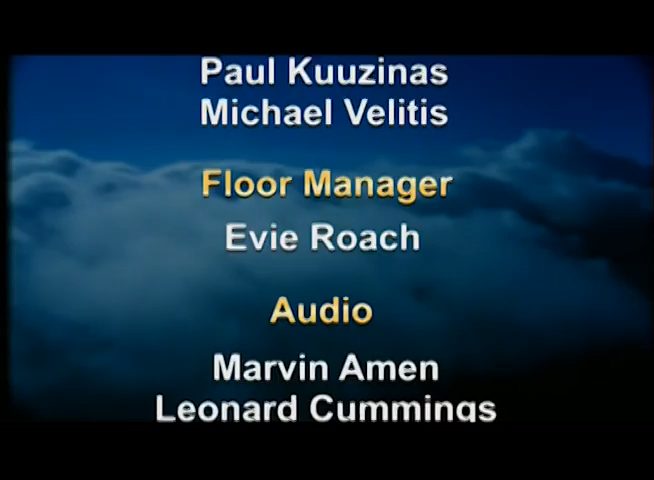 Paul Kuuzinas
Michael Velitis
Floor Manager
Evie Roach
Audio
Marvin Amen
Leonard Cummings